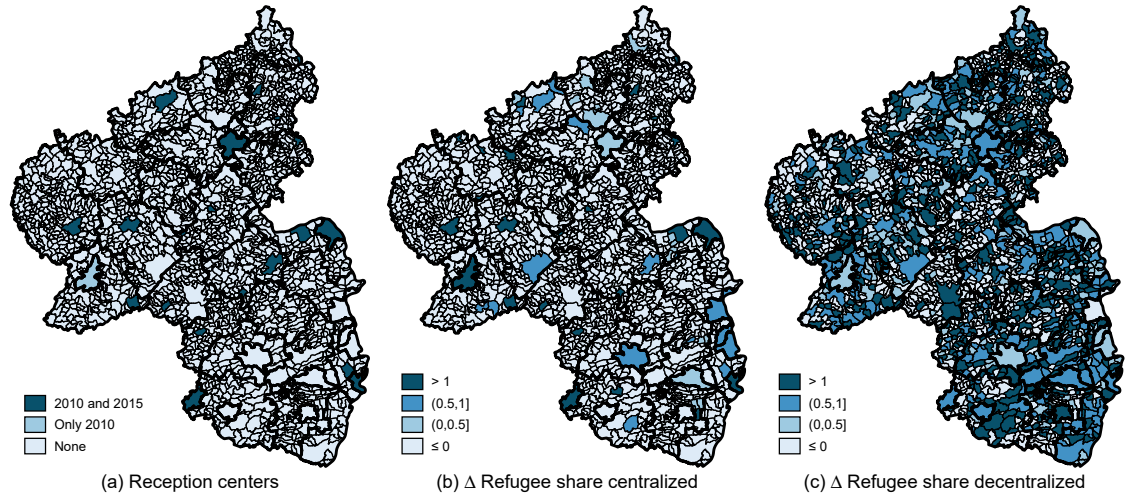 2010 and 2015
Only 2010
None
(a) Reception centers
> 1
(0.5,1]
(0,0.5]
≤ 0
(b) Δ Refugee share centralized
> 1
(0.5,1]
(0,0.5]
≤ 0
(c) Δ Refugee share decentralized